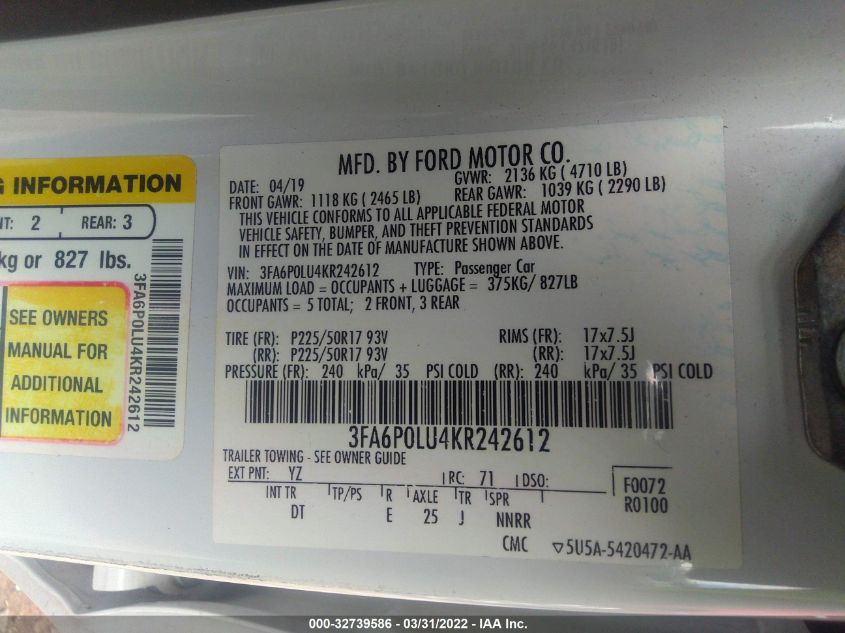 G INFORMATION
NT: 2 REAR: 3
kg or 827 lbs.
SEE OWNERS
MANUAL FOR
ADDITIONAL
INFORMATION
3FA6P0LU4KR242612
MFD. BY FORD MOTOR CO.
DATE: 04/19 GVWR: 2136 KG (4710 LB)
FRONT GAWR: 1118 KG (2465 LB) REAR GAWR: 1039 KG (2290 LB)
THIS VEHICLE CONFORMS TO ALL APPLICABLE FEDERAL MOTOR
VEHICLE SAFETY, BUMPER, AND THEFT PREVENTION STANDARDS
IN EFFECT ON THE DATE OF MANUFACTURE SHOWN ABOVE.
VIN: 3FA6P0LU4KR242612 TYPE: Passenger Car
MAXIMUM LOAD = OCCUPANTS + LUGGAGE = 375KG/ 827LB
OCCUPANTS = 5 TOTAL; 2 FRONT, 3 REAR
TIRE (FR): P225/50R17 93V RIMS (FR): 17x7.5J
(RR): P225/50R17 93V (RR): 17x7.5J
PRESSURE (FR): 240 kPa/ 35 PSI COLD (RR): 240 kPa/ 35 PSI COLD
3FA6P0LU4KR242612
TRAILER TOWING - SEE OWNER GUIDE
EXT PNT: YZ RC: 71 DSO: F0072
INT TR TP/PS R AXLE TR SPR R0100
DT E 25 J NNRR
CMC ▽5U5A-5420472-AA
000-32739586 — 03/31/2022 — IAA Inc.